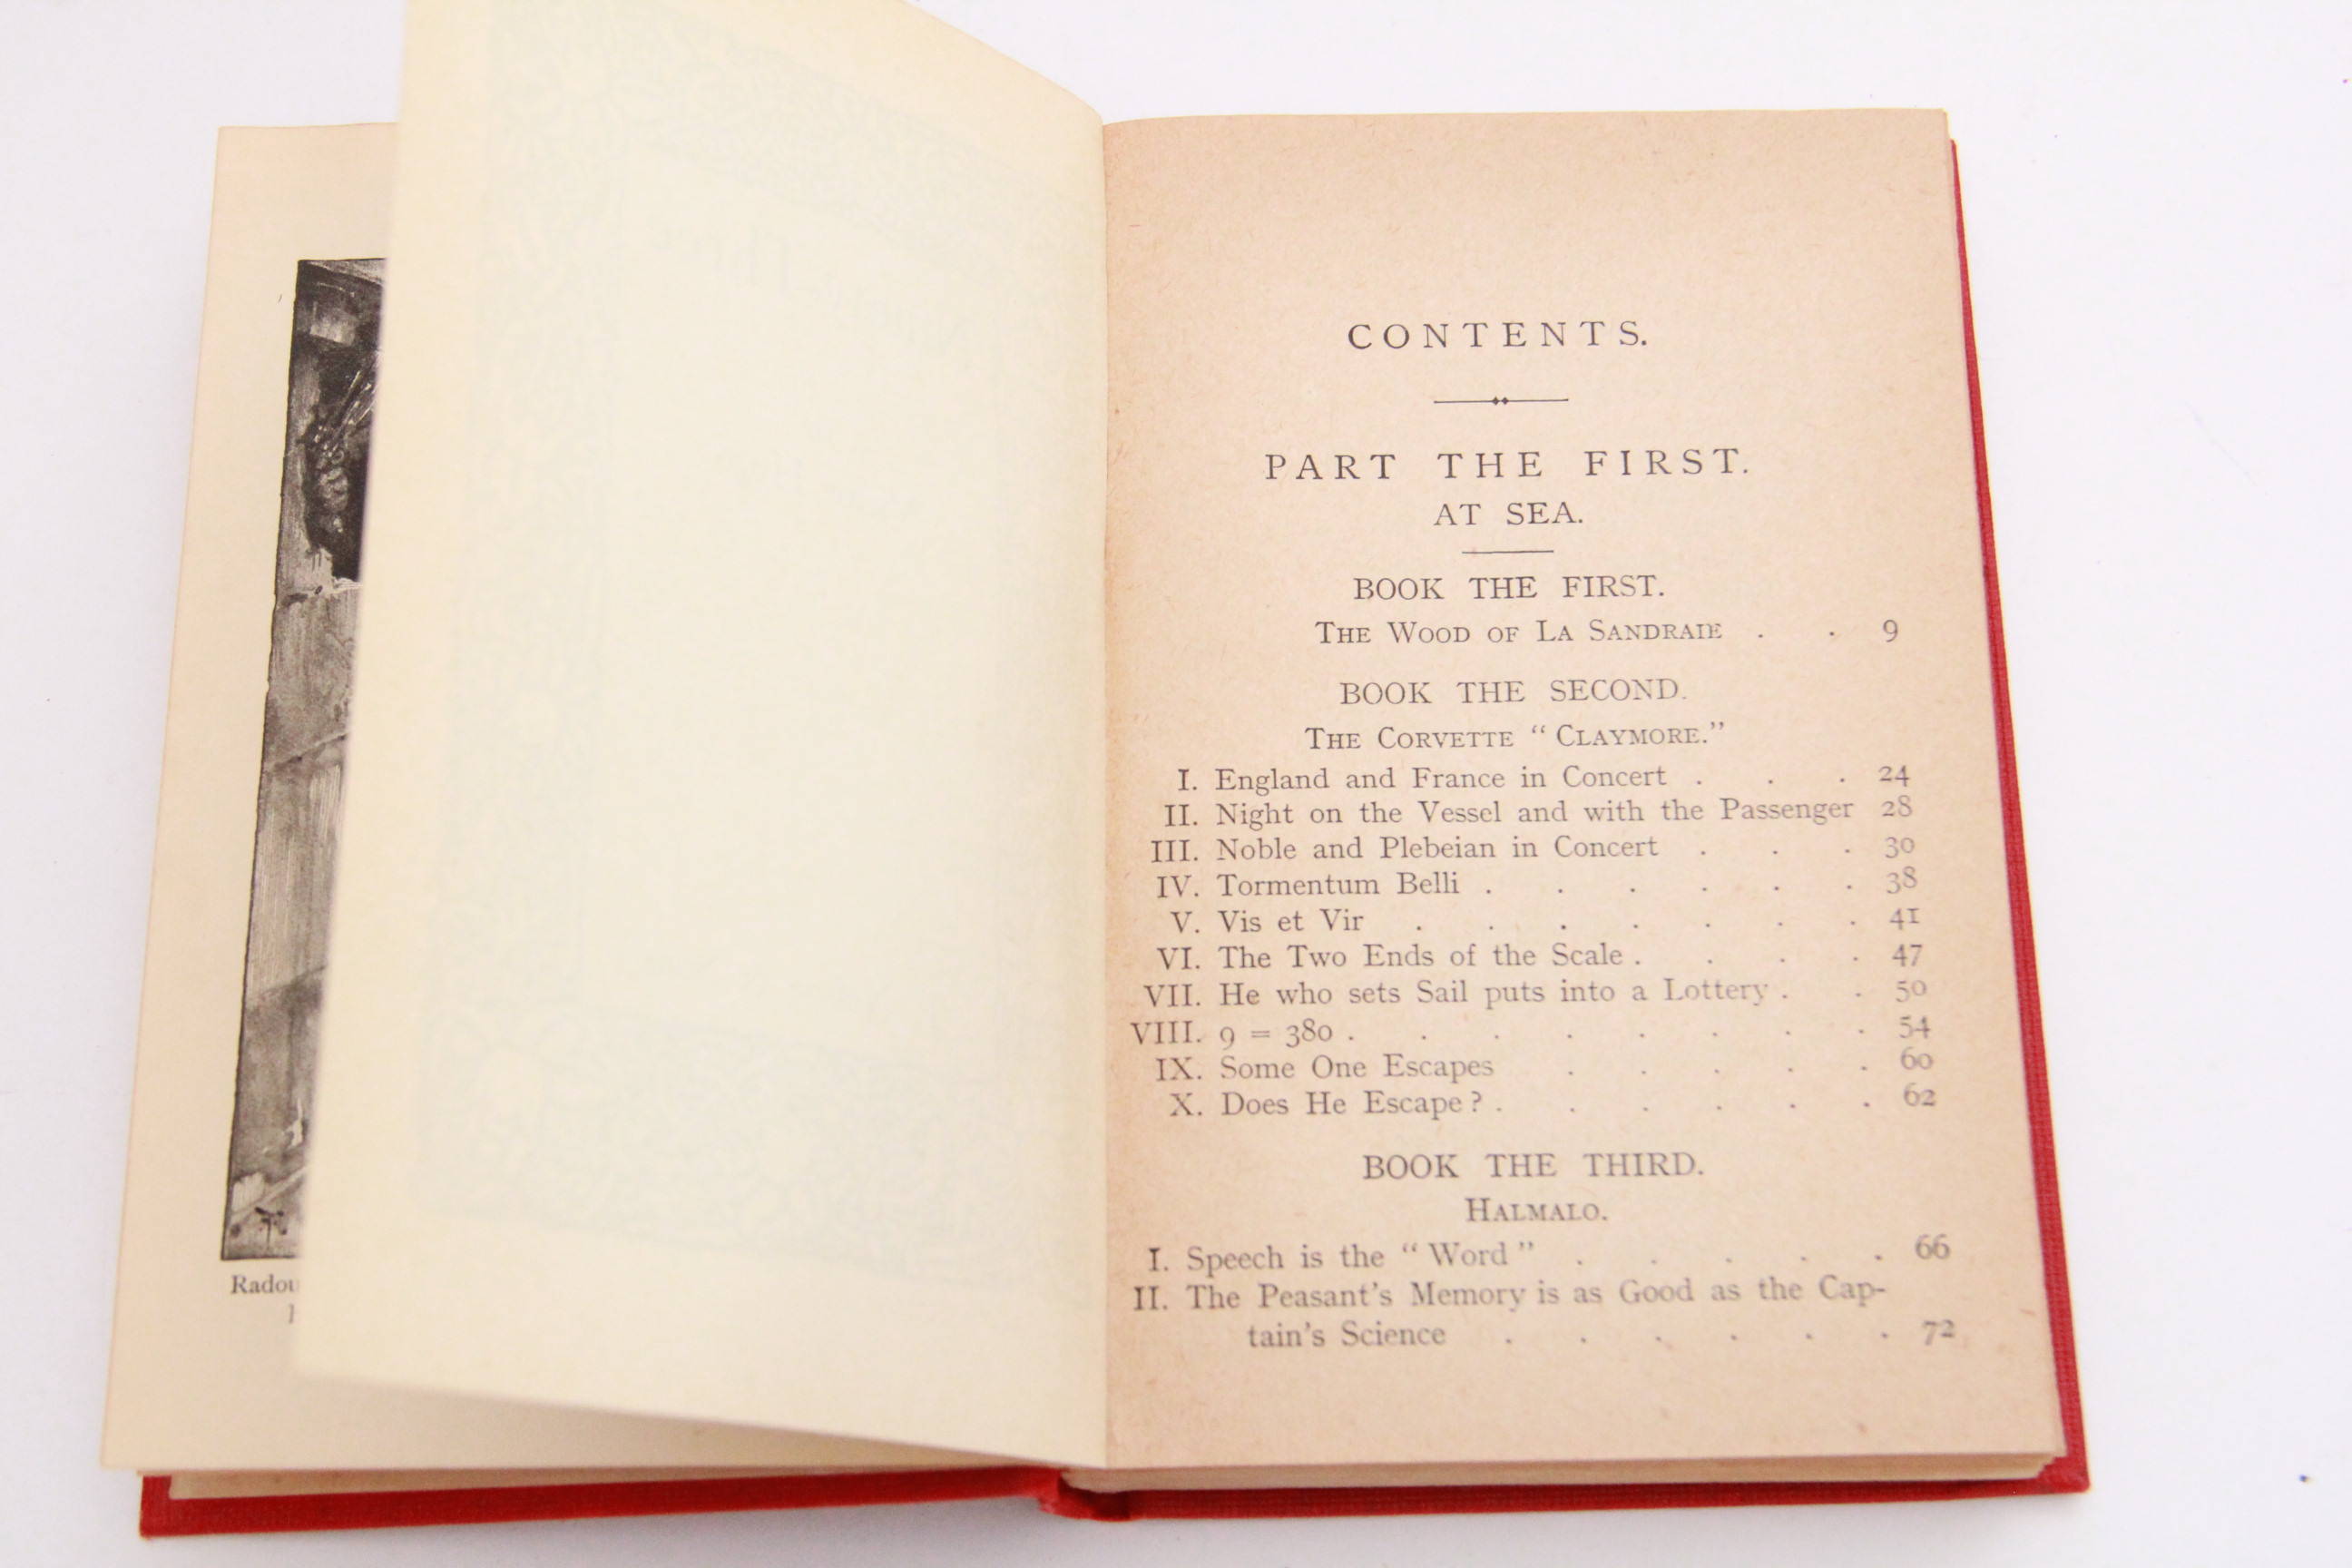 Radou
CONTENTS.
PART THE FIRST.
AT SEA.
BOOK THE FIRST.
THE WOOD OF LA SANDRAIE . . 9
BOOK THE SECOND.
THE CORVETTE “CLAYMORE.”
I. England and France in Concert . . . 24
II. Night on the Vessel and with the Passenger 28
III. Noble and Plebeian in Concert . . . 30
IV. Tormentum Belli . . . . . . 38
V. Vis et Vir . . . . . . . 41
VI. The Two Ends of the Scale . . . . 47
VII. He who sets Sail puts into a Lottery . . 50
VIII. 9 = 380 . . . . . . . . 54
IX. Some One Escapes . . . . . 60
X. Does He Escape? . . . . . . 62
BOOK THE THIRD.
HALMALO.
I. Speech is the “Word” . . . . . 66
II. The Peasant’s Memory is as Good as the Cap-
tain’s Science . . . . . . 72